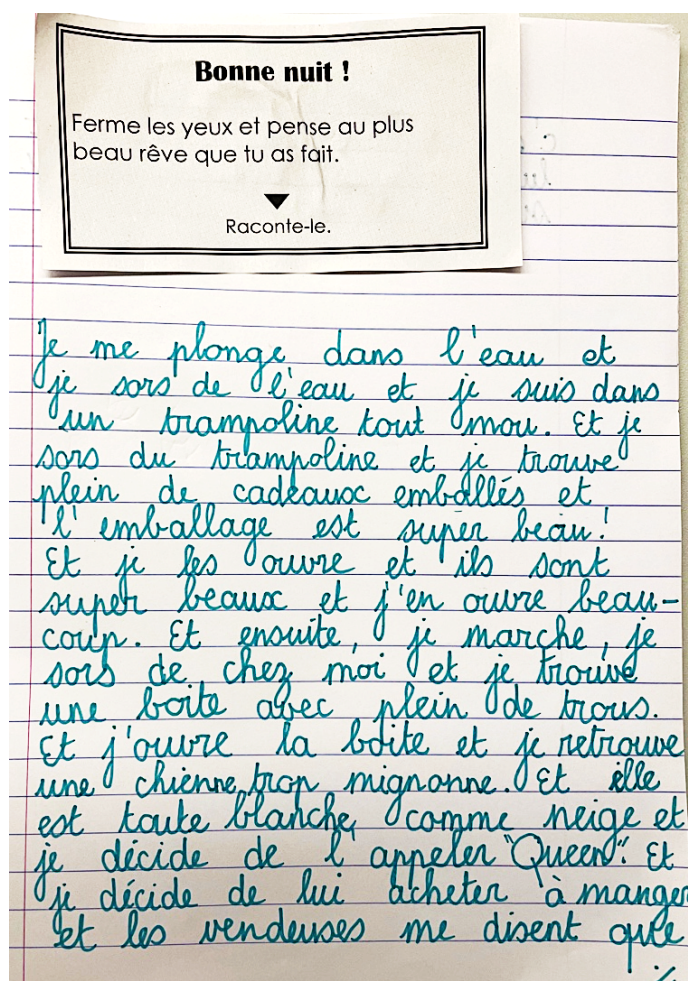 Bonne nuit !
Ferme les yeux et pense au plus
beau rêve que tu as fait.
Raconte-le.
Je me plonge dans l'eau et
je sors de l'eau et je suis dans
un trampoline tout mou. Et je
sors du trampoline et je trouve
plein de cadeaux emballés et
l'emballage est super beau!
Et je les ouvre et ils sont
super beaux et j'en ouvre beau-
coup. Et ensuite, je marche, je
sors de chez moi et je trouve
une boîte avec plein de trous.
Et j'ouvre la boîte et je retrouve
une chienne trop mignonne. Et elle
est toute blanche comme neige et
je décide de l'appeler "Queen". Et
je décide de lui acheter à manger
et les vendeuses me disent que